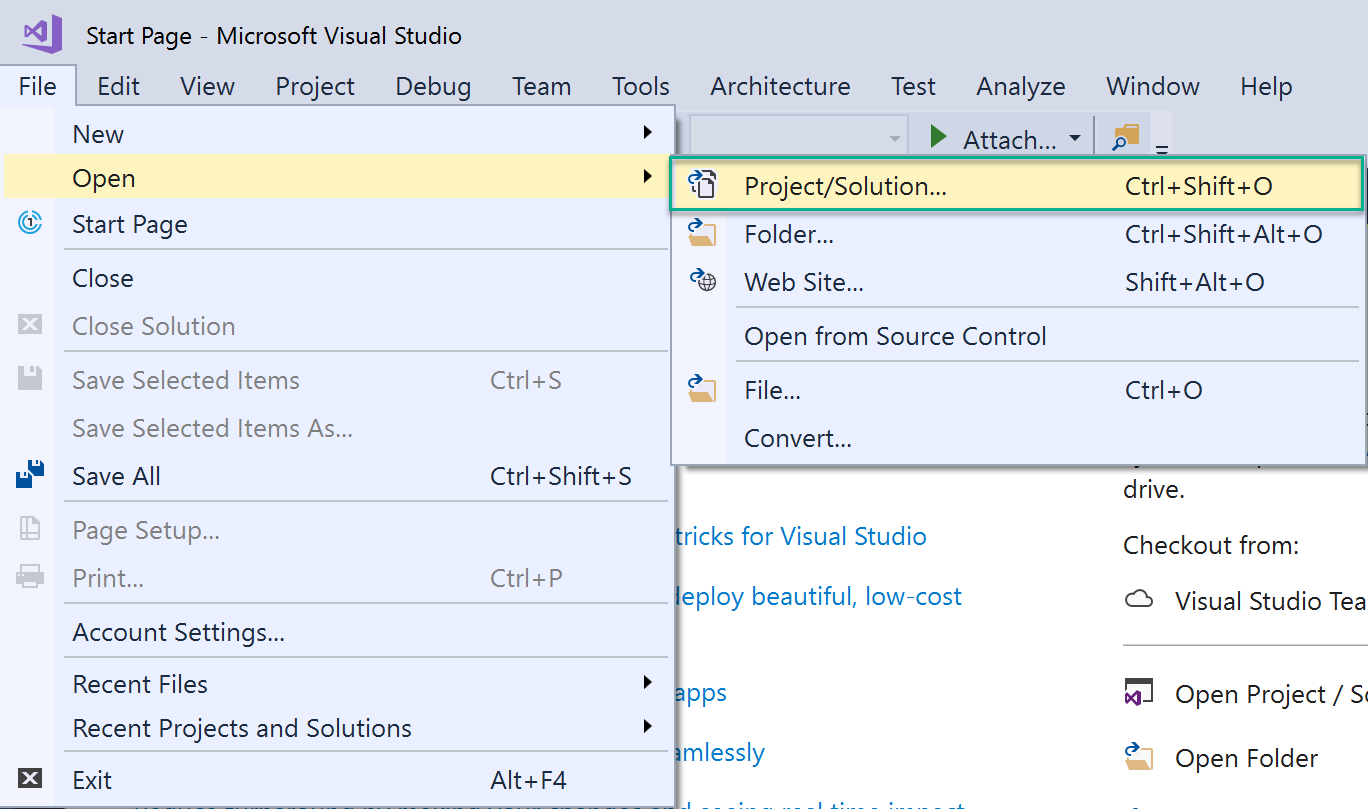 Start Page - Microsoft Visual Studio
File Edit View Project Debug Team Tools Architecture Test Analyze Window Help
New
Attach...
Open
Project/Solution... Ctrl+Shift+O
Start Page
Folder... Ctrl+Shift+Alt+O
Close
Web Site... Shift+Alt+O
Close Solution
Open from Source Control
Save Selected Items Ctrl+S
File... Ctrl+O
Save Selected Items As...
Convert...
Save All Ctrl+Shift+S
drive.
Page Setup...
tricks for Visual Studio
Checkout from:
Print... Ctrl+P
deploy beautiful, low-cost
Visual Studio Tea
Account Settings...
Recent Files
apps
Open Project / So
Recent Projects and Solutions
amlessly
Open Folder
Exit Alt+F4